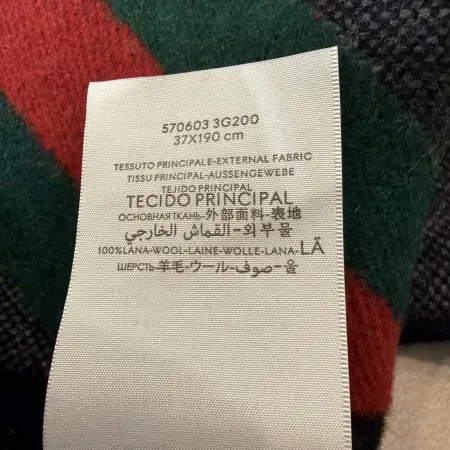 570603 3G200
37X190 cm
TESSUTO PRINCIPALE-EXTERNAL FABRIC
TISSU PRINCIPAL-AUSSENGEWEBE
TEJIDO PRINCIPAL
TECIDO PRINCIPAL
ОСНОВНАЯ ТКАНЬ-外部面料-表地
외부올-القماش الخارجي
100%LANA-WOOL-LAINE-WOLLE-LANA-LÃ
ШЕРСТЬ-羊毛-ウール-صوف-울